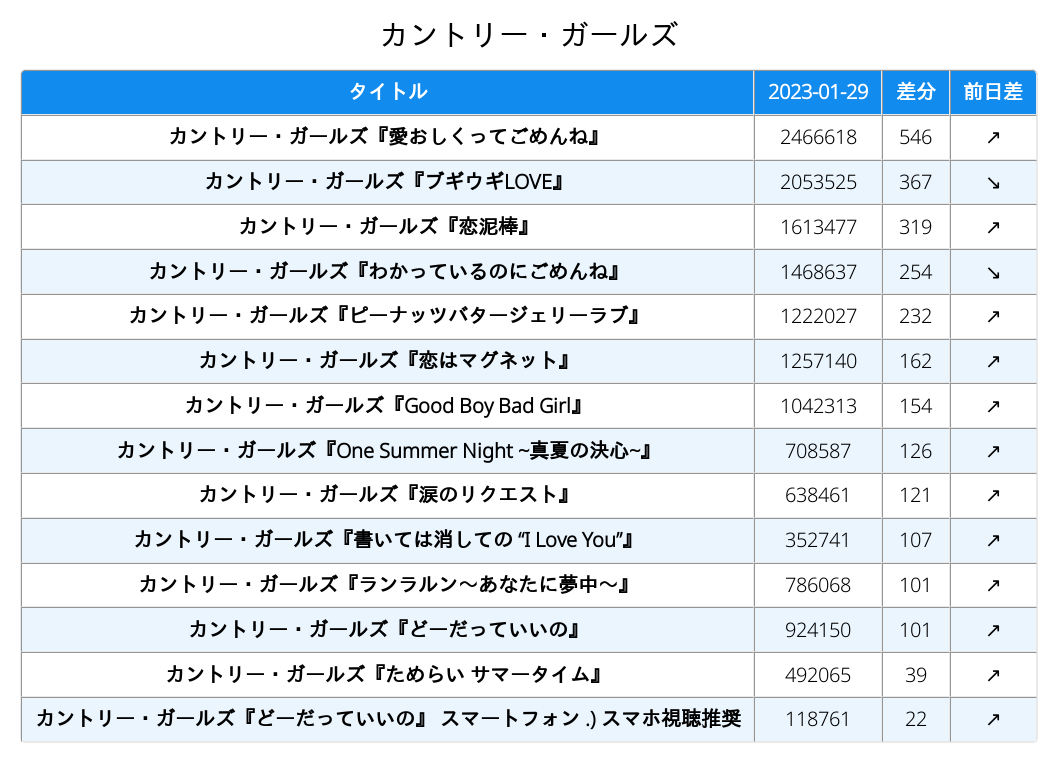 カントリー・ガールズ
タイトル 2023-01-29 差分 前日差
カントリー・ガールズ『愛おしくってごめんね』 2466618 546 ↗
カントリー・ガールズ『ブギウギLOVE』 2053525 367 ↘
カントリー・ガールズ『恋泥棒』 1613477 319 ↗
カントリー・ガールズ『わかっているのにごめんね』 1468637 254 ↘
カントリー・ガールズ『ピーナッツバタージェリーラブ』 1222027 232 ↗
カントリー・ガールズ『恋はマグネット』 1257140 162 ↗
カントリー・ガールズ『Good Boy Bad Girl』 1042313 154 ↗
カントリー・ガールズ『One Summer Night ~真夏の決心~』 708587 126 ↗
カントリー・ガールズ『涙のリクエスト』 638461 121 ↗
カントリー・ガールズ『書いては消しての “I Love You”』 352741 107 ↗
カントリー・ガールズ『ランラルン〜あなたに夢中〜』 786068 101 ↗
カントリー・ガールズ『どーだっていいの』 924150 101 ↗
カントリー・ガールズ『ためらい サマータイム』 492065 39 ↗
カントリー・ガールズ『どーだっていいの』 スマートフォン .) スマホ視聴推奨 118761 22 ↗